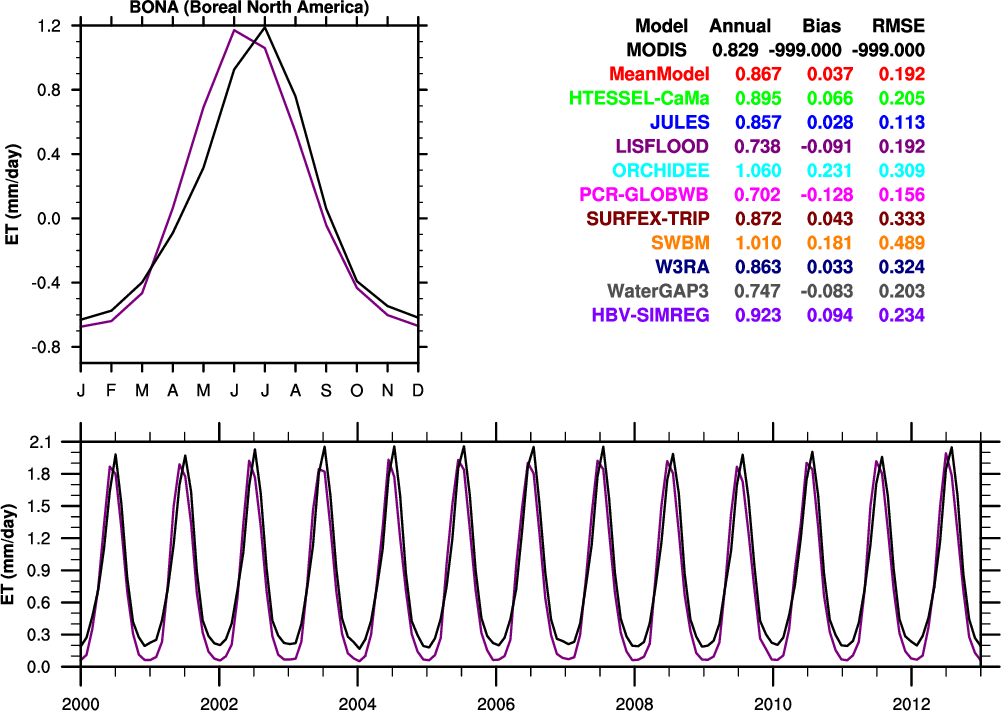 BONA (Boreal North America)
1.2
0.8
0.4
0.0
-0.4
-0.8
ET (mm/day)
J F M A M J J A S O N D
Model Annual Bias RMSE
MODIS 0.829 -999.000 -999.000
MeanModel 0.867 0.037 0.192
HTESSEL-CaMa 0.895 0.066 0.205
JULES 0.857 0.028 0.113
LISFLOOD 0.738 -0.091 0.192
ORCHIDEE 1.060 0.231 0.309
PCR-GLOBWB 0.702 -0.128 0.156
SURFEX-TRIP 0.872 0.043 0.333
SWBM 1.010 0.181 0.489
W3RA 0.863 0.033 0.324
WaterGAP3 0.747 -0.083 0.203
HBV-SIMREG 0.923 0.094 0.234
2.1
1.8
1.5
1.2
0.9
0.6
0.3
0.0
ET (mm/day)
2000 2002 2004 2006 2008 2010 2012